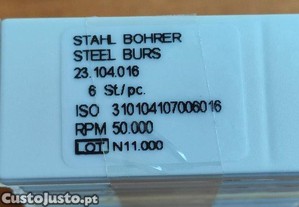 STAHL BOHRER
STEEL BURS
23.104.016
6 St./pc.
ISO 310104107006016
RPM 50.000
LOT N11.000
Custojusto.pt